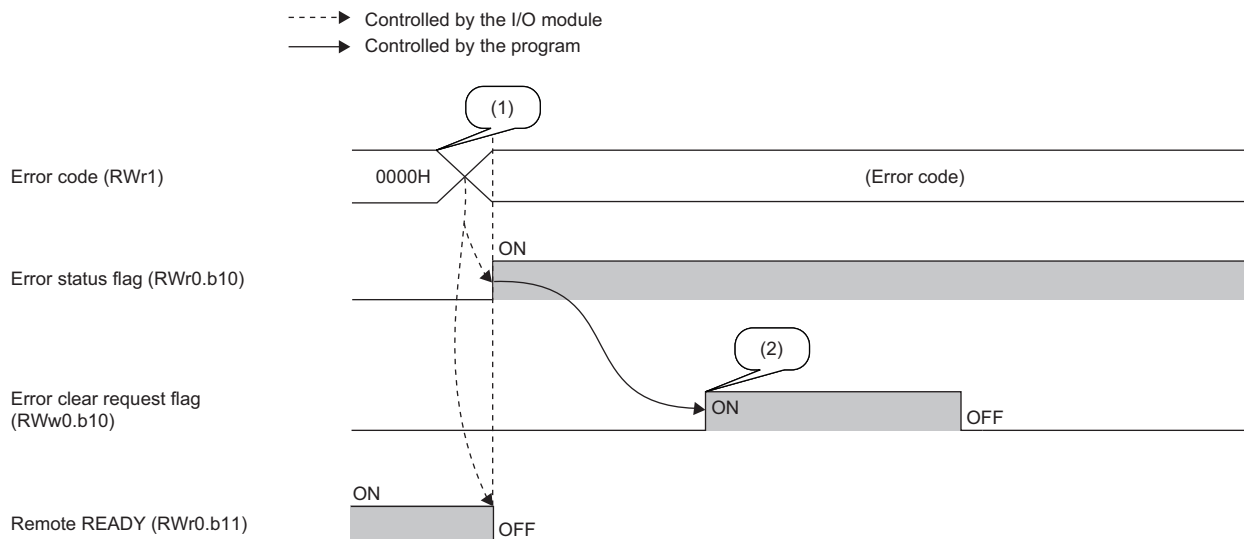 Controlled by the I/O module
Controlled by the program
(1)
Error code (RWr1)
0000H
(Error code)
ON
Error status flag (RWr0.b10)
(2)
Error clear request flag
(RWw0.b10)
ON
OFF
ON
Remote READY (RWr0.b11)
OFF